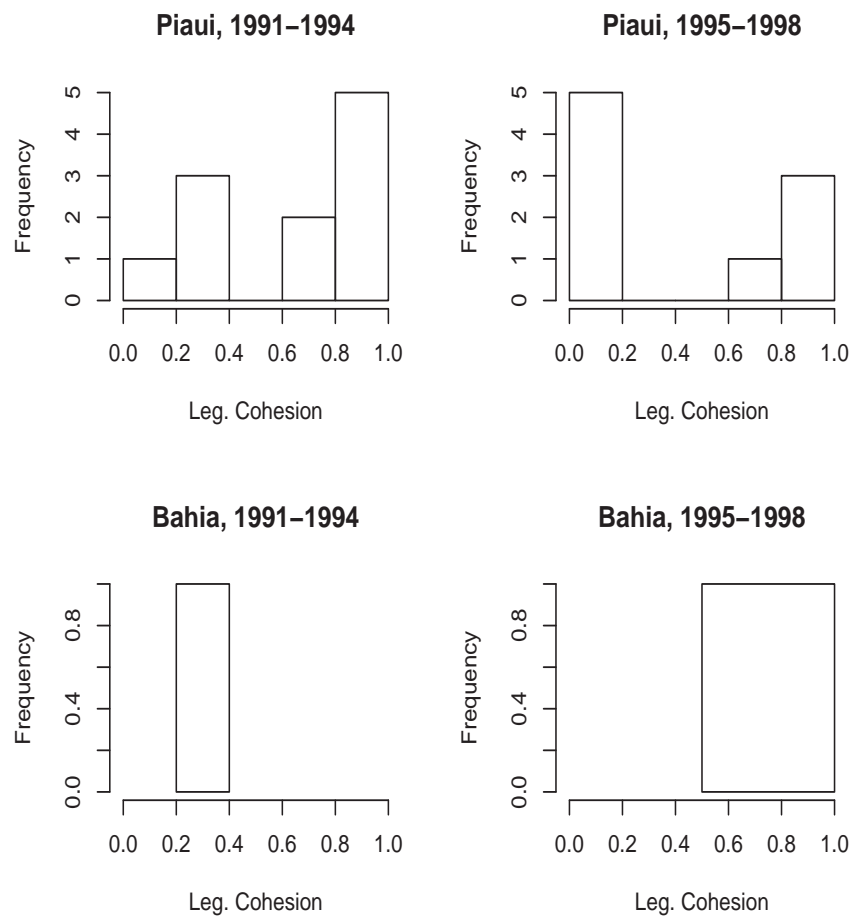 Piaui, 1991−1994
Frequency
0 1 2 3 4 5
0.0 0.2 0.4 0.6 0.8 1.0
Leg. Cohesion
Piaui, 1995−1998
Frequency
0 1 2 3 4 5
0.0 0.2 0.4 0.6 0.8 1.0
Leg. Cohesion
Bahia, 1991−1994
Frequency
0.0 0.4 0.8
0.0 0.2 0.4 0.6 0.8 1.0
Leg. Cohesion
Bahia, 1995−1998
Frequency
0.0 0.4 0.8
0.0 0.2 0.4 0.6 0.8 1.0
Leg. Cohesion